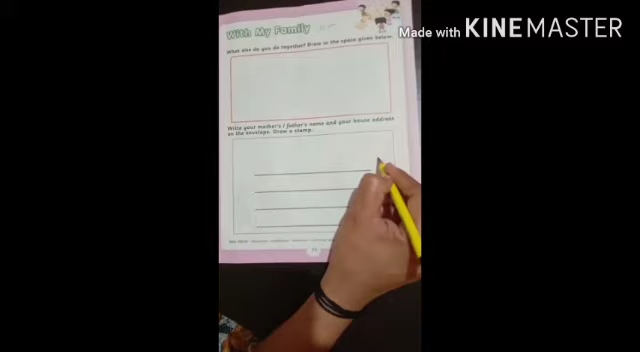 Made with KINEMASTER
With My Family
What else do you do together? Draw in the space given below.
Write your mother's / father's name and your house address
on the envelope. Draw a stamp.